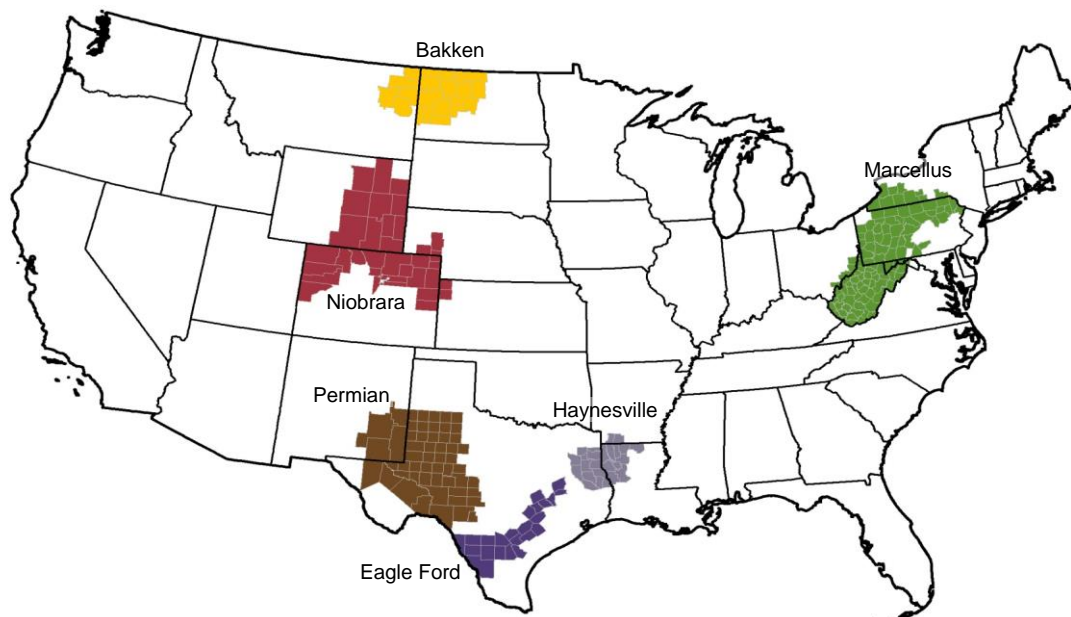 Bakken
Marcellus
Niobrara
Permian
Haynesville
Eagle Ford